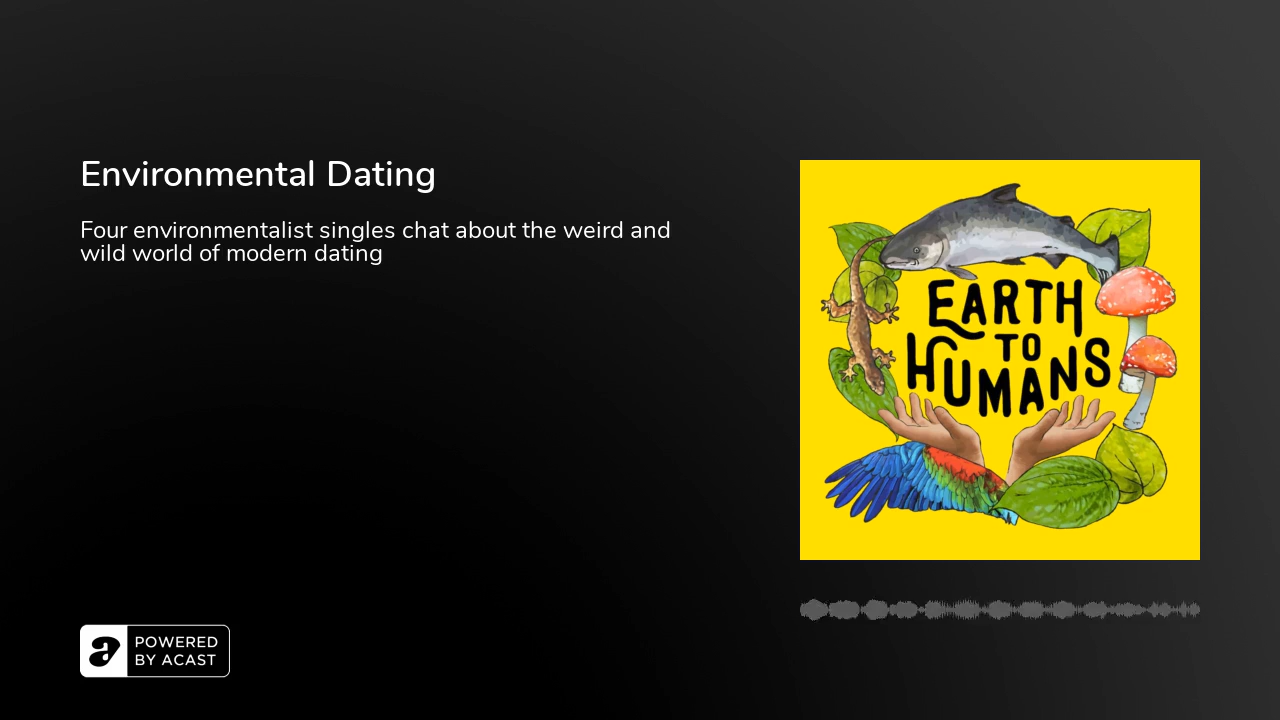 Environmental Dating
Four environmentalist singles chat about the weird and
wild world of modern dating
EARTH
TO
HUMANS
POWERED
BY ACAST